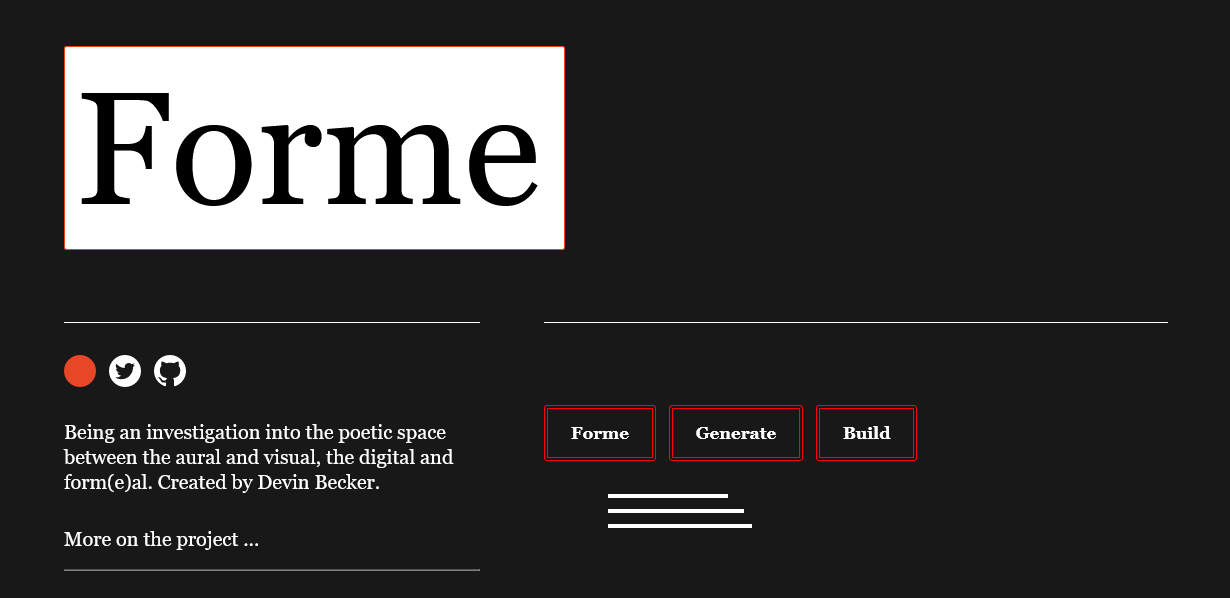 Forme
Being an investigation into the poetic space
between the aural and visual, the digital and
form(e)al. Created by Devin Becker.
More on the project ...
Forme
Generate
Build